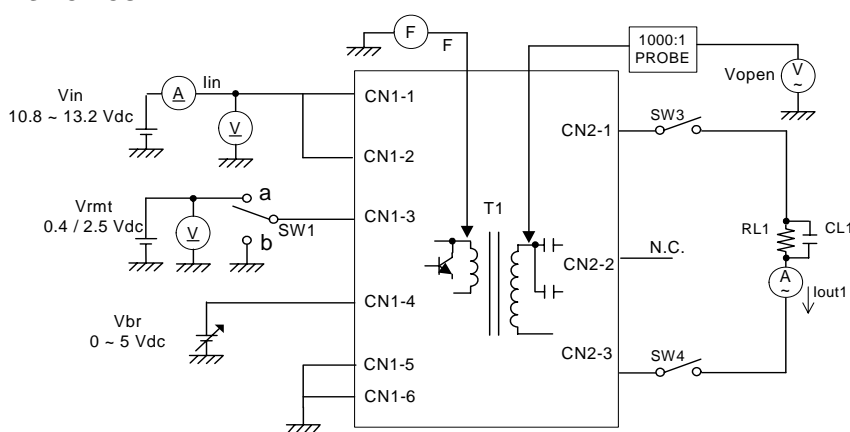 F
F
1000:1
PROBE
Vopen
V
~
Vin
10.8 ~ 13.2 Vdc
A
Iin
V
CN1-1
CN1-2
Vrmt
0.4 / 2.5 Vdc
V
a
b
SW1
CN1-3
Vbr
0 ~ 5 Vdc
CN1-4
CN1-5
CN1-6
T1
CN2-1
CN2-2
CN2-3
SW3
N.C.
SW4
RL1
CL1
A
~
Iout1